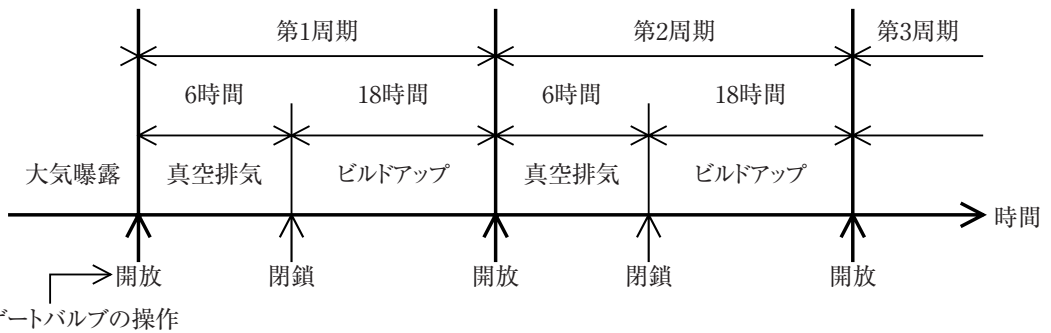 第1周期 第2周期 第3周期
6時間 18時間 6時間 18時間
大気曝露 真空排気 ビルドアップ 真空排気 ビルドアップ
時間
開放 閉鎖 開放 閉鎖 開放
ゲートバルブの操作